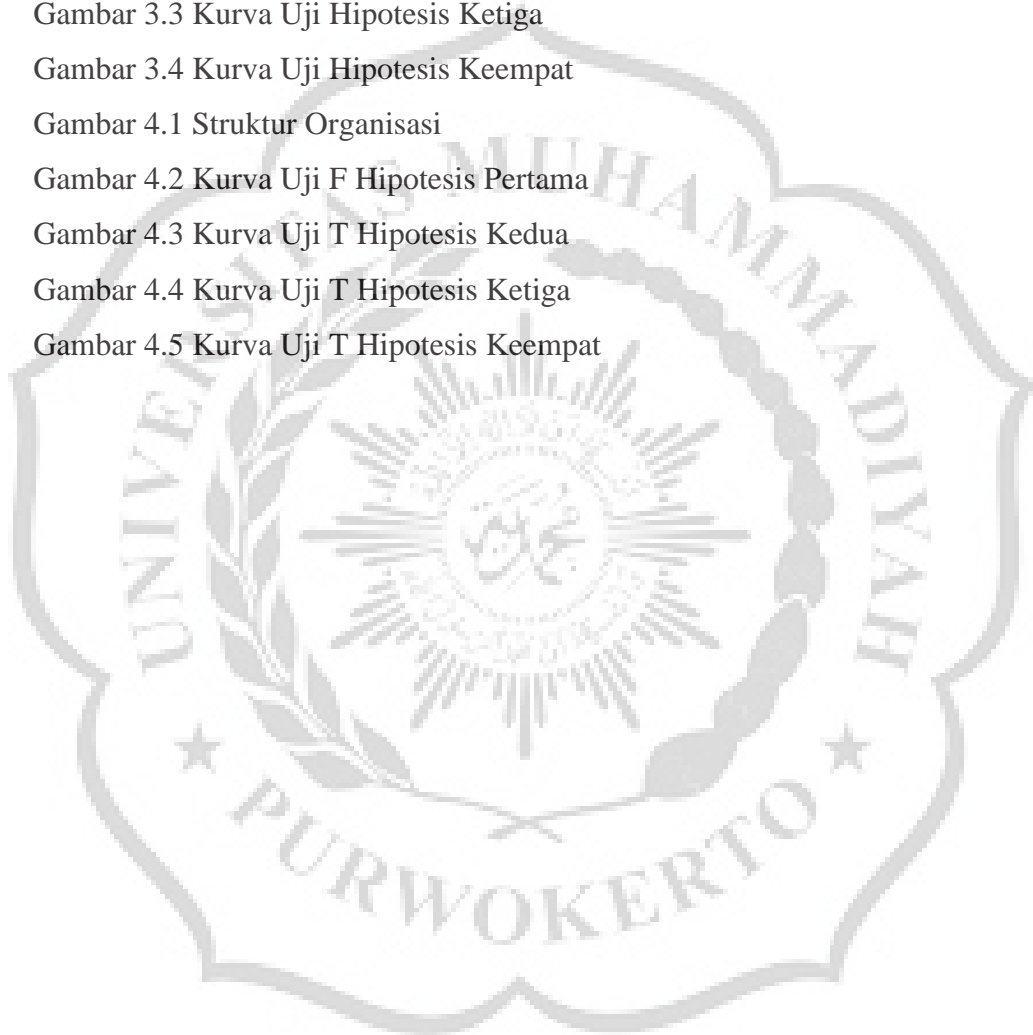 Gambar 3.3 Kurva Uji Hipotesis Ketiga
Gambar 3.4 Kurva Uji Hipotesis Keempat
Gambar 4.1 Struktur Organisasi
Gambar 4.2 Kurva Uji F Hipotesis Pertama
Gambar 4.3 Kurva Uji T Hipotesis Kedua
Gambar 4.4 Kurva Uji T Hipotesis Ketiga
Gambar 4.5 Kurva Uji T Hipotesis Keempat
UNIVERSITAS MUHAMMADIYAH
PURWOKERTO